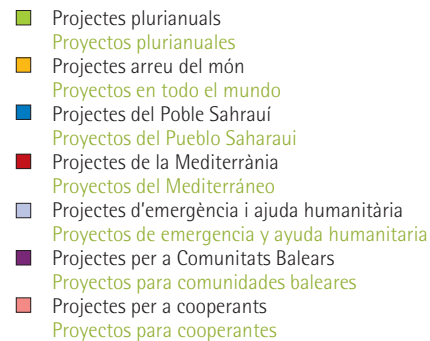 Projectes plurianuals
Proyectos plurianuales
Projectes arreu del món
Proyectos en todo el mundo
Projectes del Poble Sahrauí
Proyectos del Pueblo Saharaui
Projectes de la Mediterrània
Proyectos del Mediterráneo
Projectes d'emergència i ajuda humanitària
Proyectos de emergencia y ayuda humanitaria
Projectes per a Comunitats Balears
Proyectos para comunidades baleares
Projectes per a cooperants
Proyectos para cooperantes